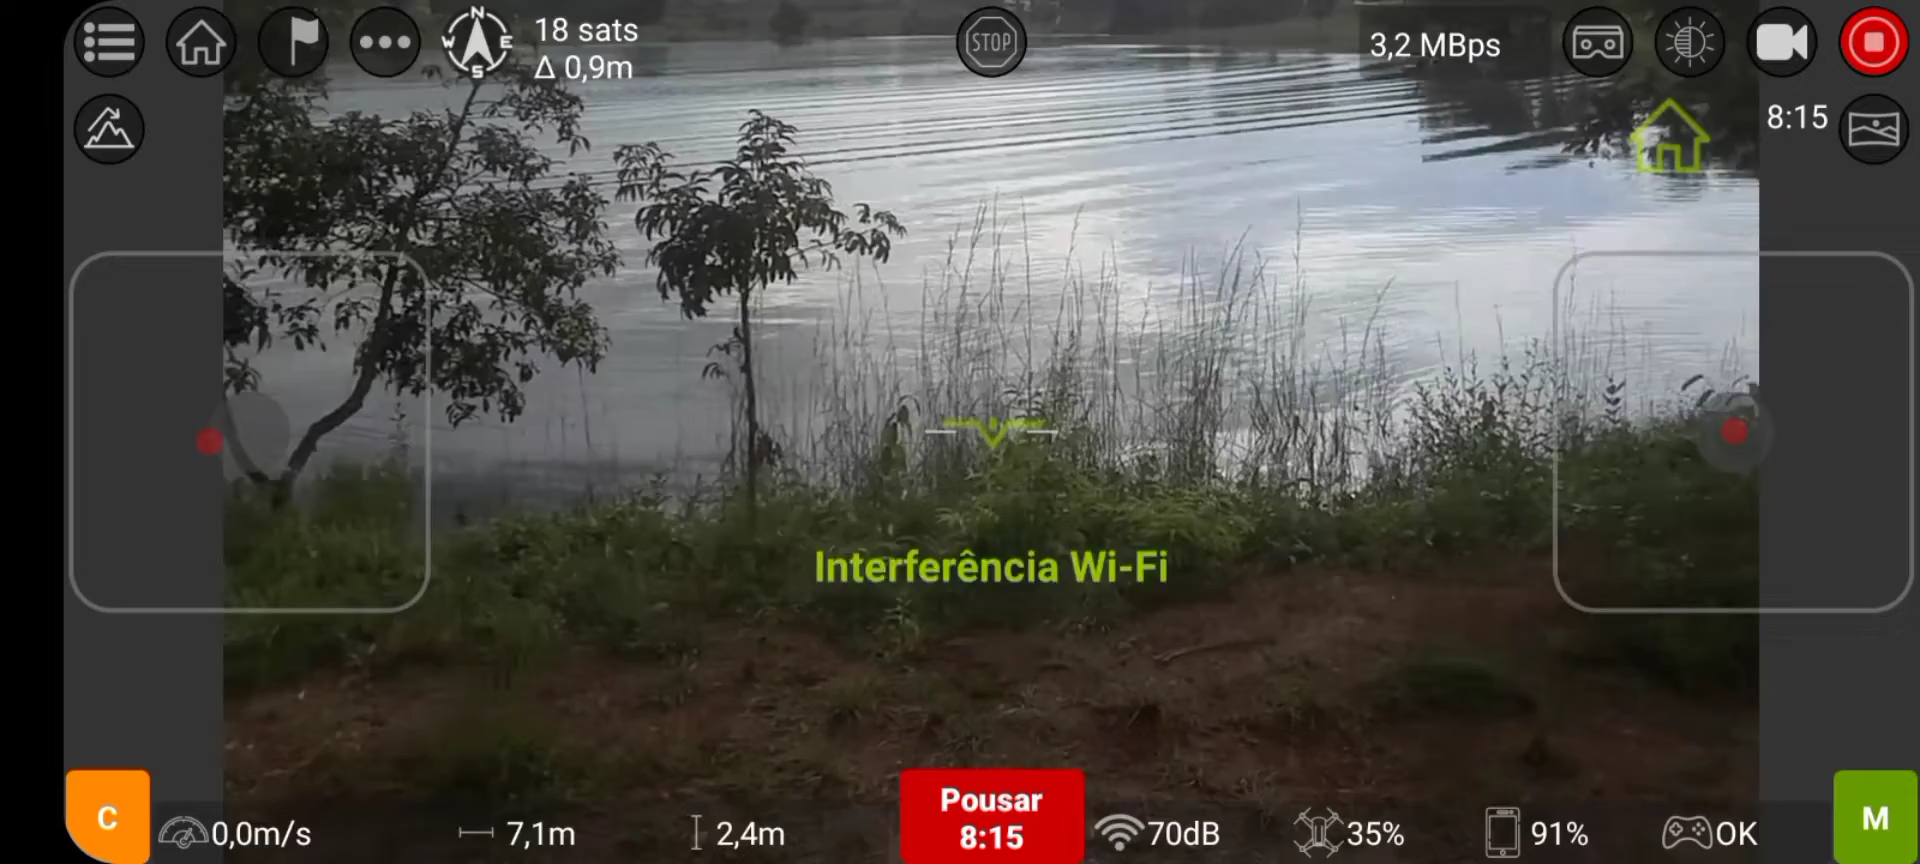 N
W E
S
18 sats
Δ 0,9m
STOP
3,2 MBps
8:15
Interferência Wi-Fi
C
0,0m/s
7,1m
2,4m
Pousar
8:15
70dB
35%
91%
OK
M